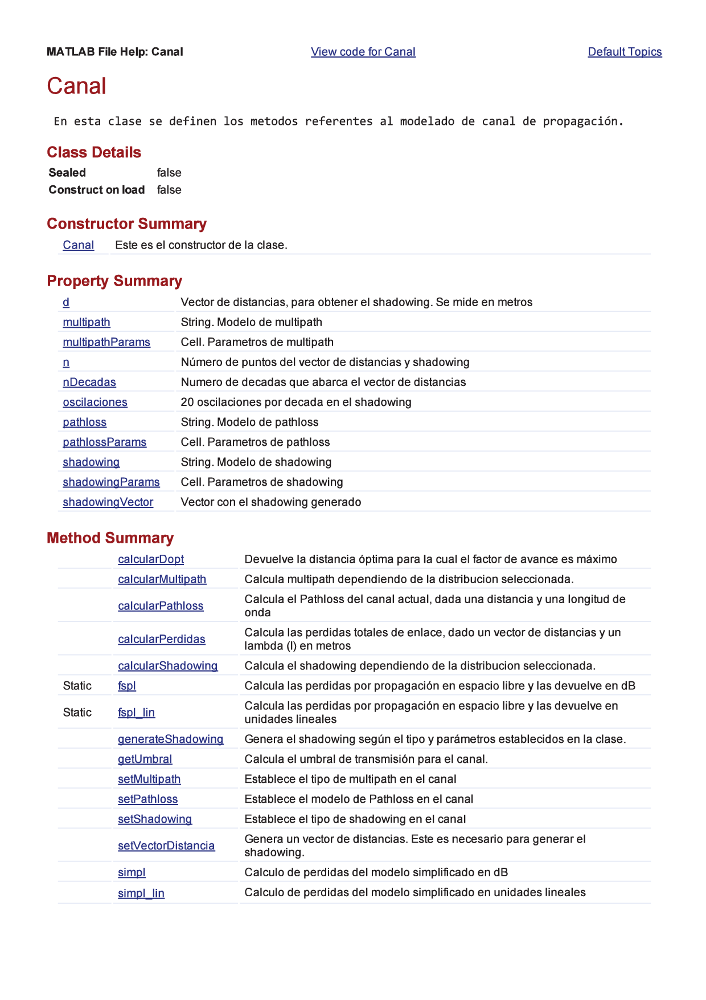 MATLAB File Help: Canal View code for Canal Default Topics
Canal
En esta clase se definen los metodos referentes al modelado de canal de propagación.
Class Details
Sealed false
Construct on load false
Constructor Summary
Canal Este es el constructor de la clase.
Property Summary
d Vector de distancias, para obtener el shadowing. Se mide en metros
multipath String. Modelo de multipath
multipathParams Cell. Parametros de multipath
n Número de puntos del vector de distancias y shadowing
nDecadas Numero de decadas que abarca el vector de distancias
oscilaciones 20 oscilaciones por decada en el shadowing
pathloss String. Modelo de pathloss
pathlossParams Cell. Parametros de pathloss
shadowing String. Modelo de shadowing
shadowingParams Cell. Parametros de shadowing
shadowingVector Vector con el shadowing generado
Method Summary
calcularDopt Devuelve la distancia óptima para la cual el factor de avance es máximo
calcularMultipath Calcula multipath dependiendo de la distribucion seleccionada.
calcularPathloss Calcula el Pathloss del canal actual, dada una distancia y una longitud de
onda
calcularPerdidas Calcula las perdidas totales de enlace, dado un vector de distancias y un
lambda (l) en metros
calcularShadowing Calcula el shadowing dependiendo de la distribucion seleccionada.
Static fspl Calcula las perdidas por propagación en espacio libre y las devuelve en dB
Static fspl_lin Calcula las perdidas por propagación en espacio libre y las devuelve en
unidades lineales
generateShadowing Genera el shadowing según el tipo y parámetros establecidos en la clase.
getUmbral Calcula el umbral de transmisión para el canal.
setMultipath Establece el tipo de multipath en el canal
setPathloss Establece el modelo de Pathloss en el canal
setShadowing Establece el tipo de shadowing en el canal
setVectorDistancia Genera un vector de distancias. Este es necesario para generar el
shadowing.
simpl Calculo de perdidas del modelo simplificado en dB
simpl_lin Calculo de perdidas del modelo simplificado en unidades lineales